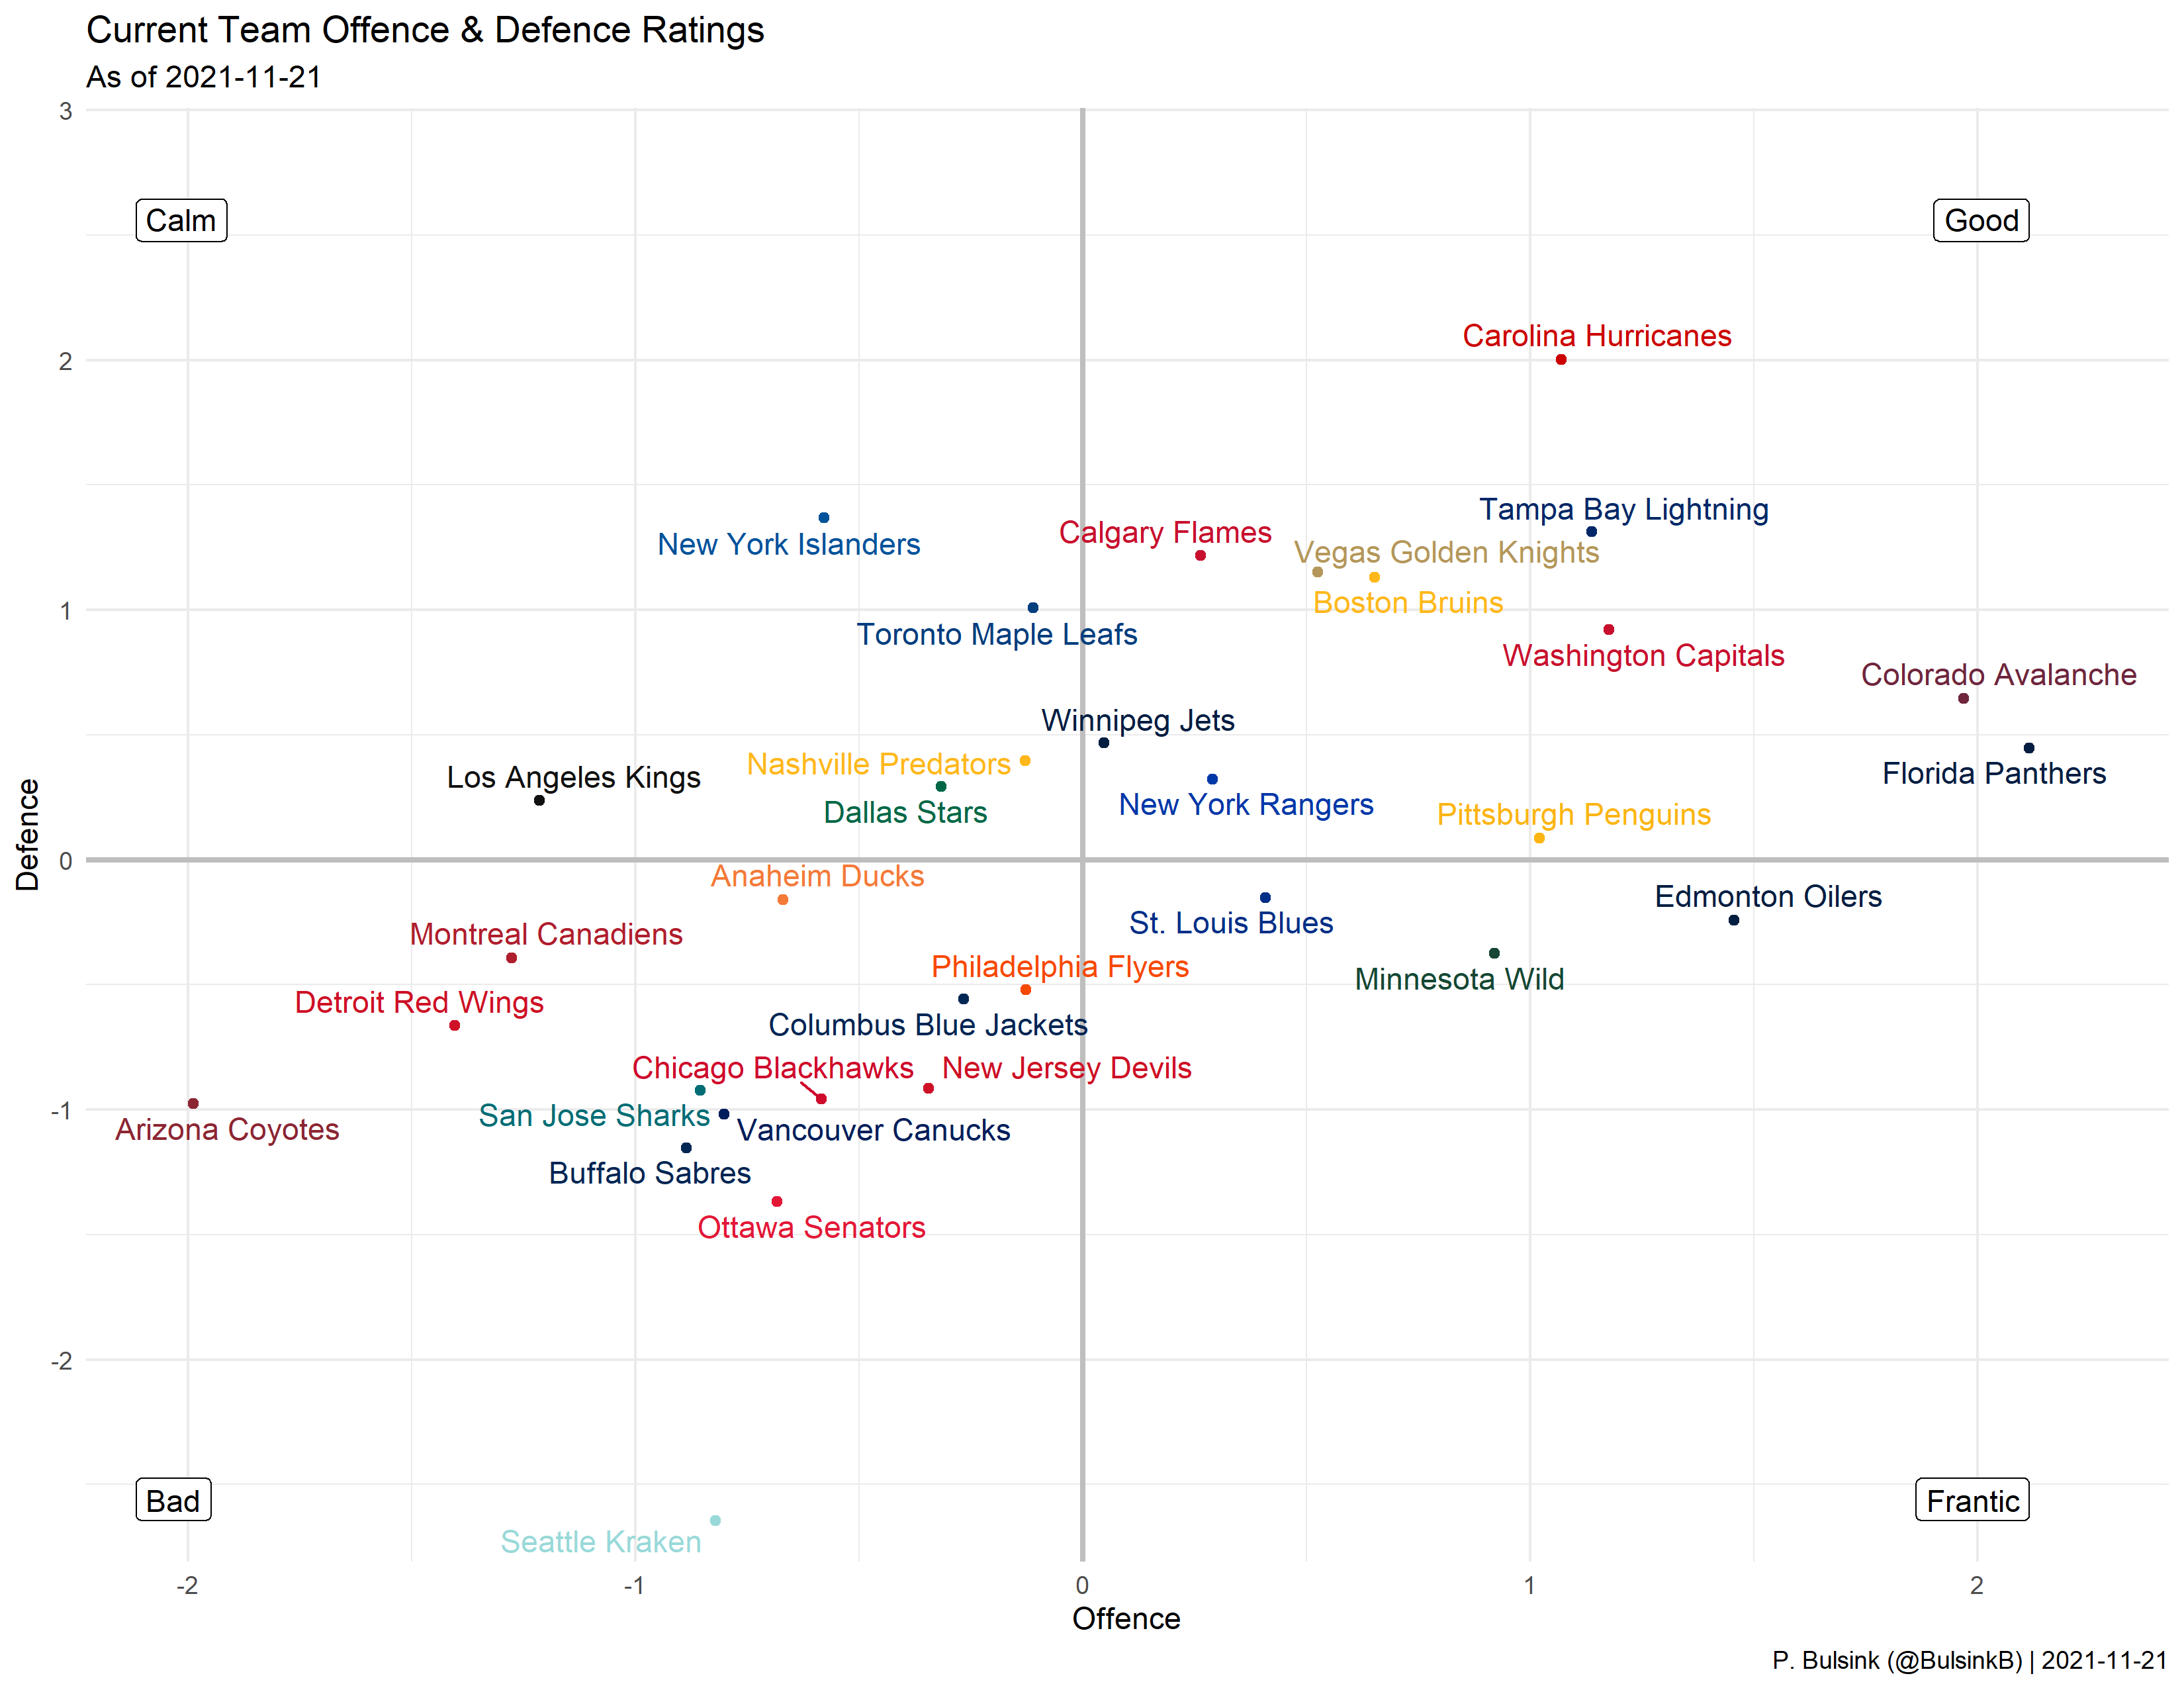 Current Team Offence & Defence Ratings
As of 2021-11-21
3
Calm
Good
Carolina Hurricanes
2
Tampa Bay Lightning
New York Islanders
Calgary Flames
Vegas Golden Knights
Boston Bruins
1
Toronto Maple Leafs
Washington Capitals
Colorado Avalanche
Winnipeg Jets
Nashville Predators
Florida Panthers
Los Angeles Kings
Dallas Stars
New York Rangers
Pittsburgh Penguins
Defence
0
Anaheim Ducks
Edmonton Oilers
St. Louis Blues
Montreal Canadiens
Philadelphia Flyers
Minnesota Wild
Detroit Red Wings
Columbus Blue Jackets
Chicago Blackhawks
New Jersey Devils
-1
San Jose Sharks
Arizona Coyotes
Vancouver Canucks
Buffalo Sabres
Ottawa Senators
-2
Bad
Frantic
Seattle Kraken
-2
-1
0
1
2
Offence
P. Bulsink (@BulsinkB) | 2021-11-21